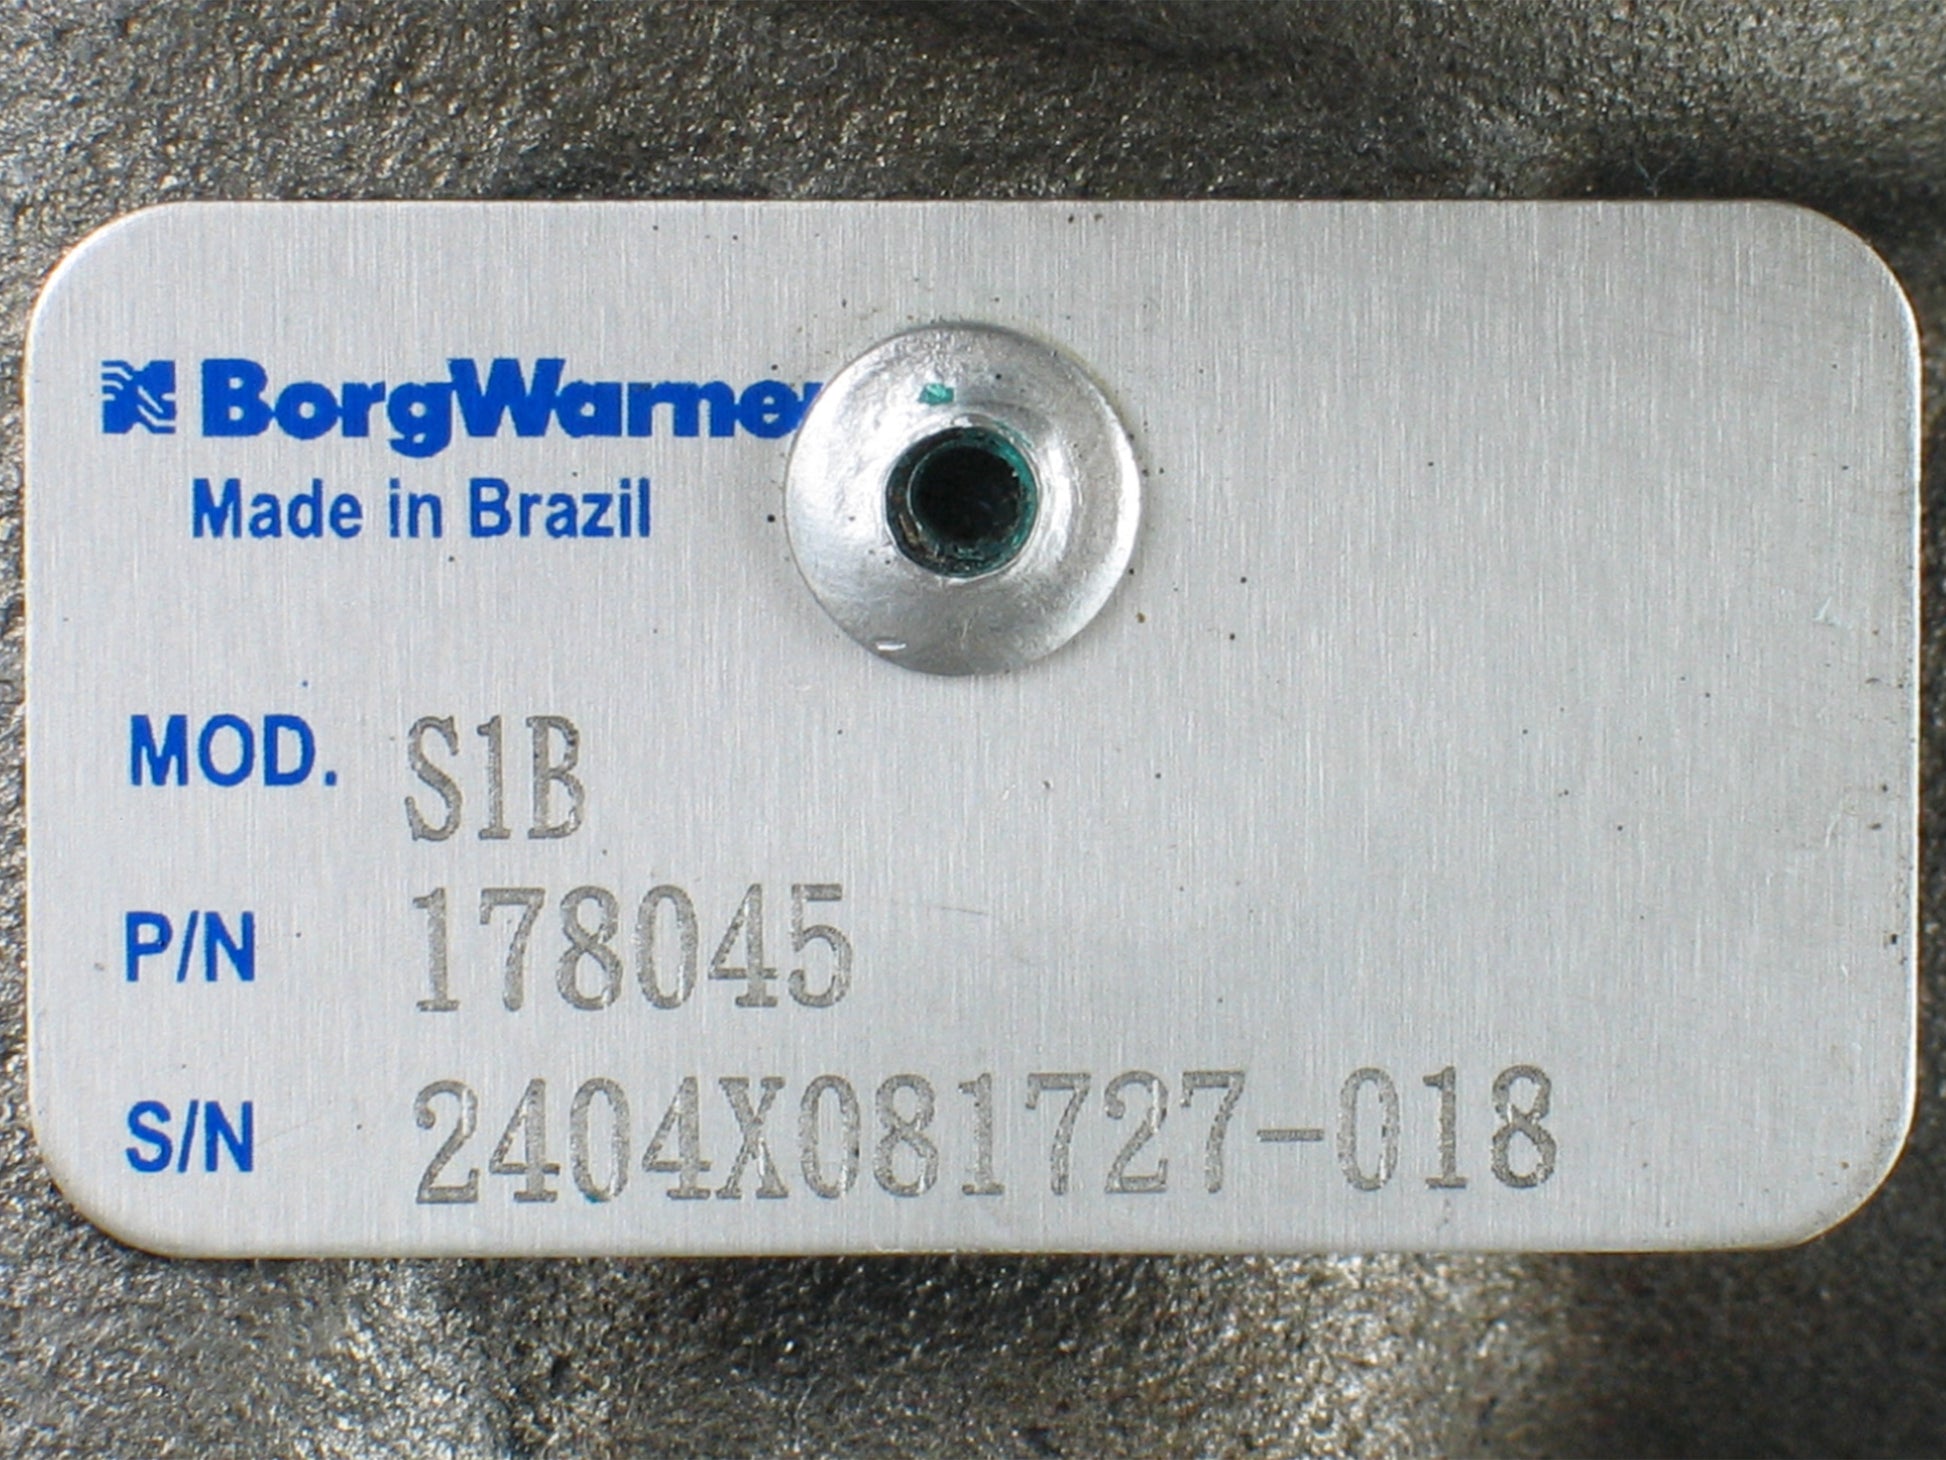 BorgWarner
Made in Brazil
MOD. S1B
P/N 178045
S/N 2404X081727-018